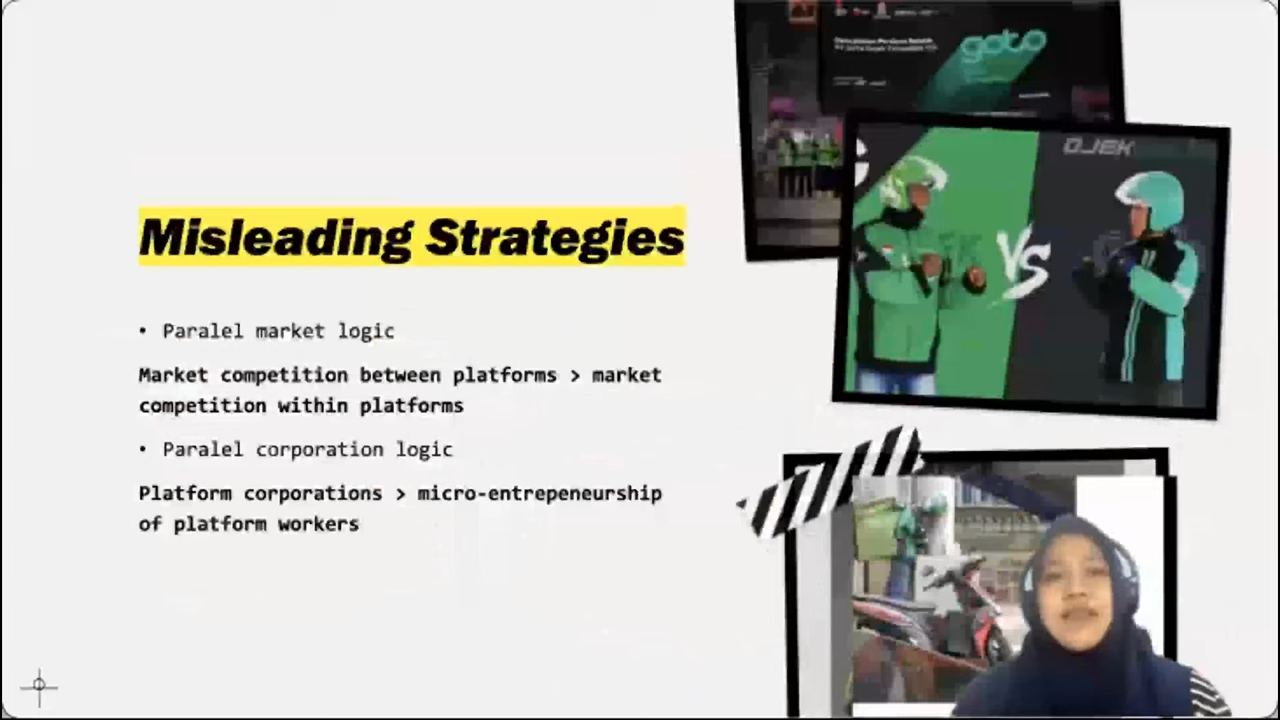 Misleading Strategies
• Paralel market logic
Market competition between platforms > market
competition within platforms
• Paralel corporation logic
Platform corporations > micro-entrepeneurship
of platform workers
goto
OJEK
VS